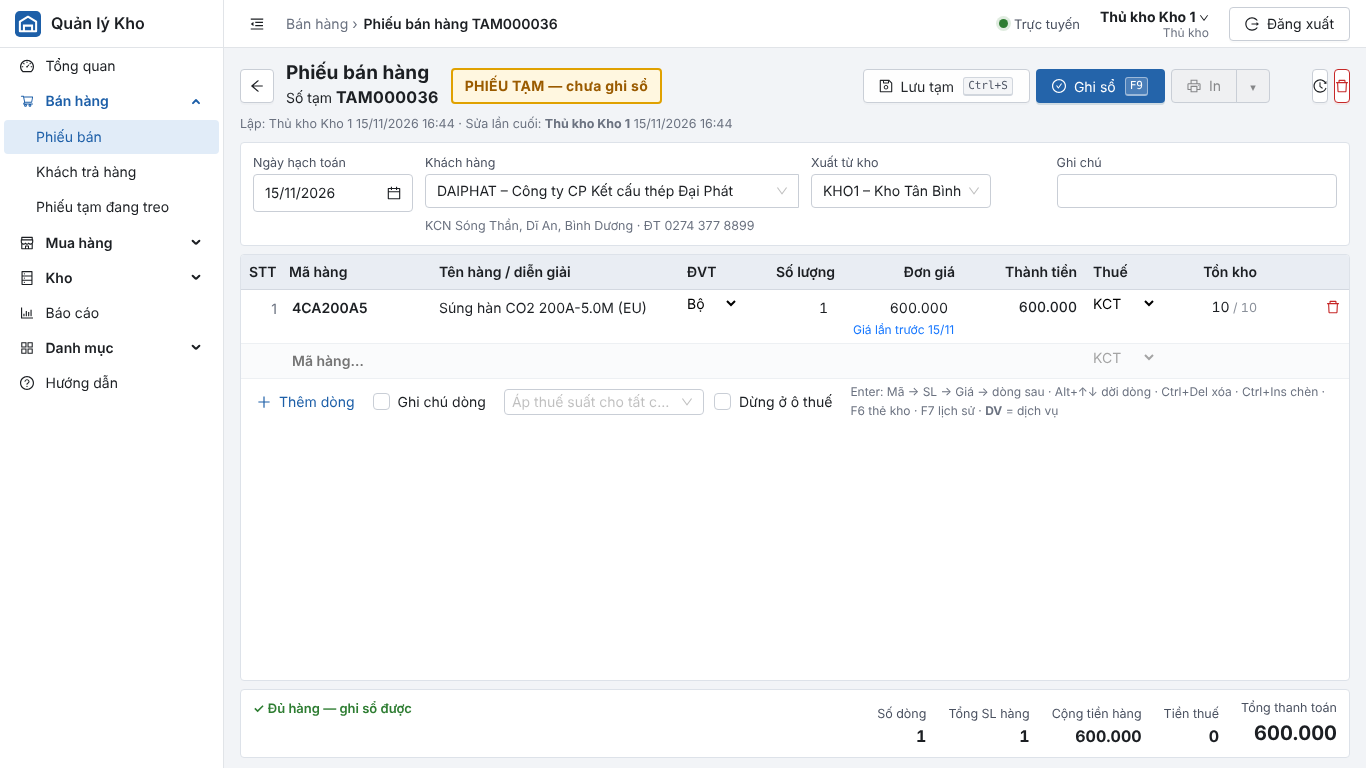 Quản lý Kho
Bán hàng › Phiếu bán hàng TAM000036
Trực tuyến
Thủ kho Kho 1
Thủ kho
Đăng xuất
Tổng quan
Bán hàng
Phiếu bán
Khách trả hàng
Phiếu tạm đang treo
Mua hàng
Kho
Báo cáo
Danh mục
Hướng dẫn
Phiếu bán hàng
Số tạm TAM000036
PHIẾU TẠM — chưa ghi sổ
Lưu tạm Ctrl+S
Ghi sổ F9
In
Lập: Thủ kho Kho 1 15/11/2026 16:44 · Sửa lần cuối: Thủ kho Kho 1 15/11/2026 16:44
Ngày hạch toán Khách hàng Xuất từ kho Ghi chú
15/11/2026 DAIPHAT – Công ty CP Kết cấu thép Đại Phát KHO1 – Kho Tân Bình
KCN Sóng Thần, Dĩ An, Bình Dương · ĐT 0274 377 8899
STT Mã hàng Tên hàng / diễn giải ĐVT Số lượng Đơn giá Thành tiền Thuế Tồn kho
1 4CA200A5 Súng hàn CO2 200A-5.0M (EU) Bộ 1 600.000 600.000 KCT 10 / 10
Giá lần trước 15/11
Mã hàng... KCT
Thêm dòng Ghi chú dòng Áp thuế suất cho tất c... Dừng ở ô thuế
Enter: Mã → SL → Giá → dòng sau · Alt+↑↓ dời dòng · Ctrl+Del xóa · Ctrl+Ins chèn ·
F6 thẻ kho · F7 lịch sử · DV = dịch vụ
✓ Đủ hàng — ghi sổ được
Số dòng Tổng SL hàng Cộng tiền hàng Tiền thuế Tổng thanh toán
1 1 600.000 0 600.000